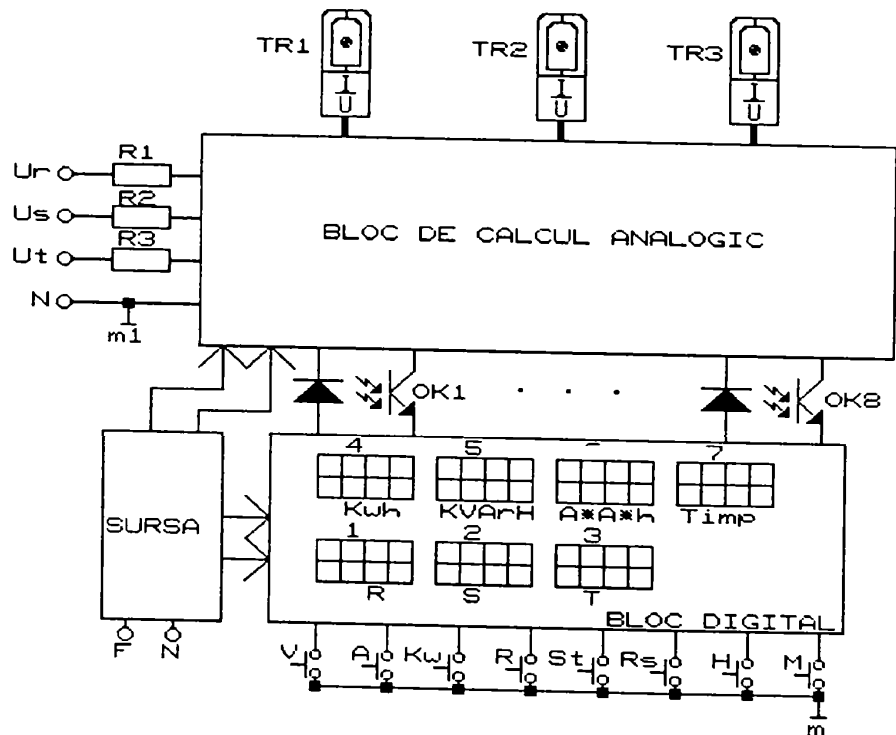 TR1 TR2 TR3
U U U
R1
Ur
R2
Us
R3
Ut
BLOC DE CALCUL ANALOGIC
N
m1
OK1 . . . . OK8
4 5 7
Kwh KVArH A*A*h Timp
SURSA
1 2 3
R S T
BLOC DIGITAL
F N
V A Kw R St Rs H M
m